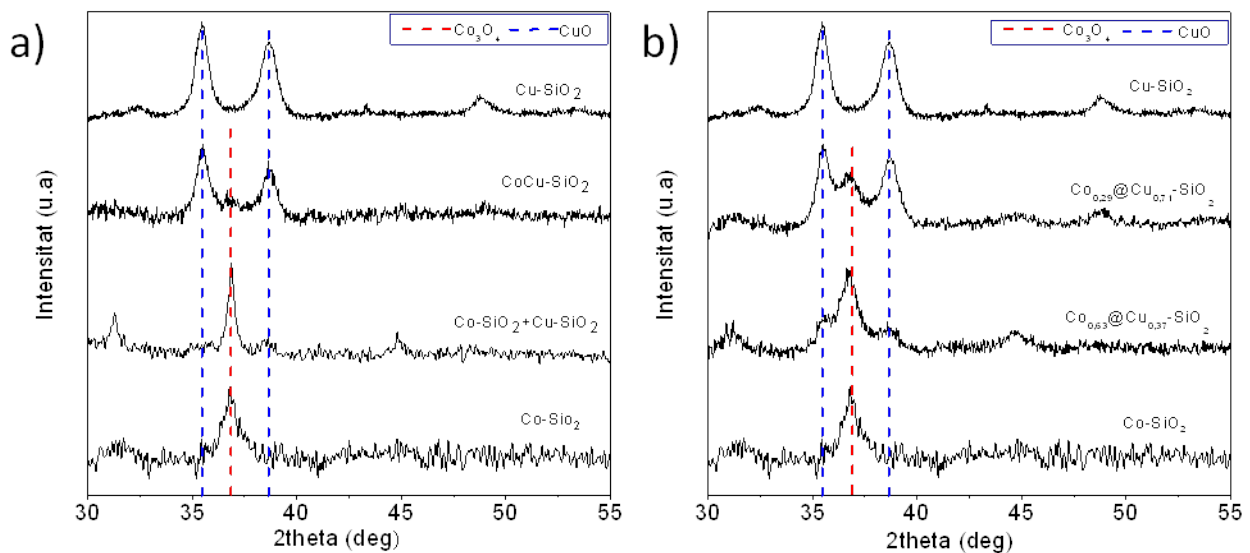 a)
Co3O+ CuO
Cu-SiO2
CoCu-SiO2
Co-SiO2+Cu-SiO2
Co-Sio2
Intensitat (u.a)
30 35 40 45 50 55
2theta (deg)
b)
Co3O+ CuO
Cu-SiO2
Co0,29@Cu0,71-SiO2
Co0,63@Cu0,37-SiO2
Co-SiO2
Intensitat (u.a)
30 35 40 45 50 55
2theta (deg)